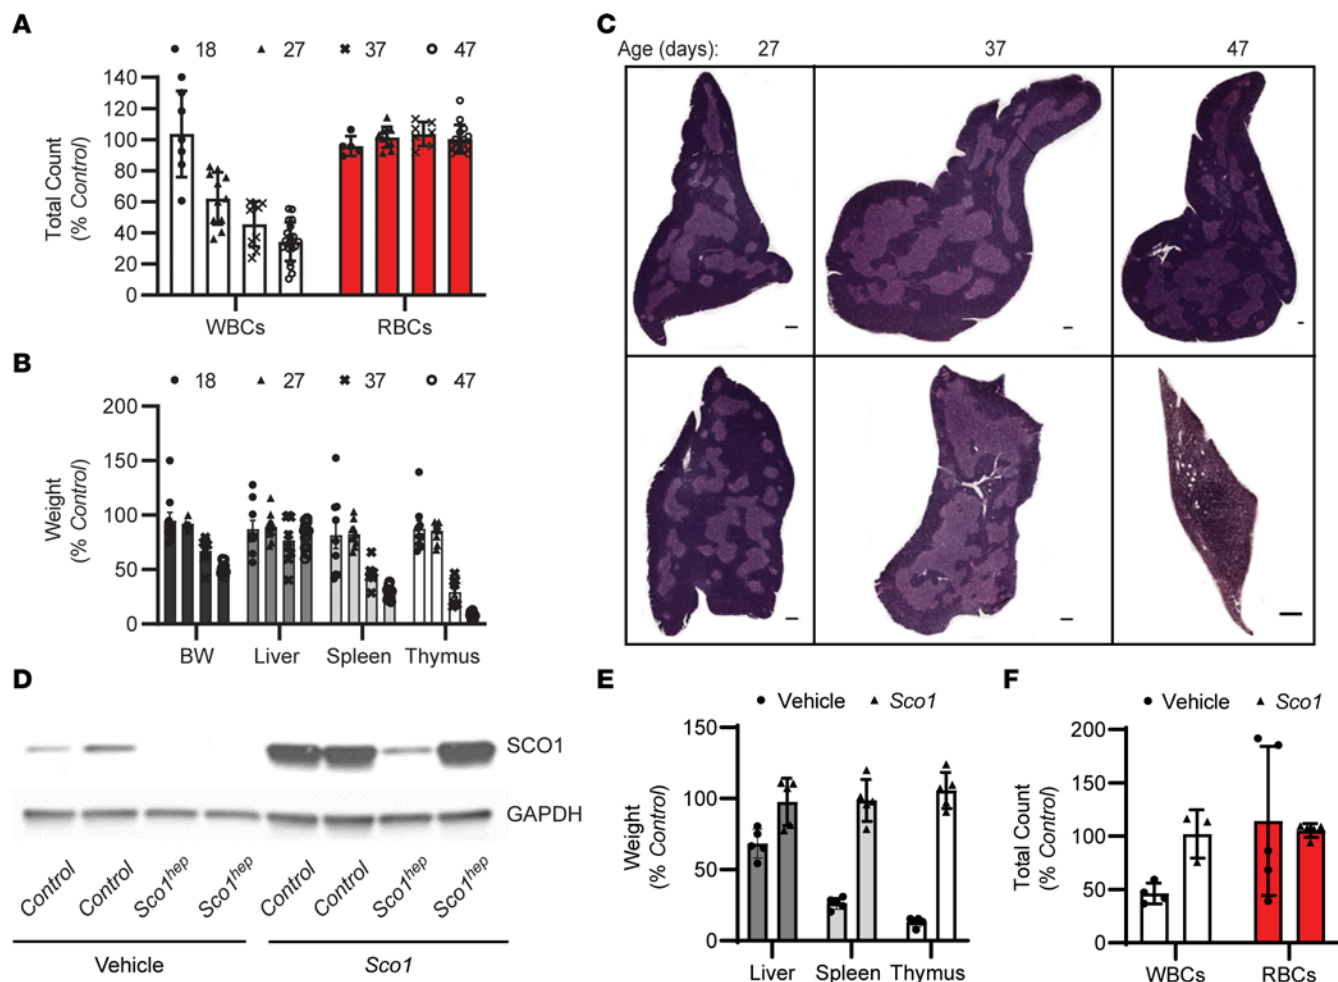 A
18 27 37 47
Total Count
(% Control)
140
120
100
80
60
40
20
0
WBCs RBCs
B
18 27 37 47
Weight
(% Control)
200
150
100
50
0
BW Liver Spleen Thymus
C
Age (days): 27 37 47
D
SCO1
GAPDH
Control Control Sco1hep Sco1hep Control Control Sco1hep Sco1hep
Vehicle Sco1
E
Vehicle Sco1
Weight
(% Control)
150
100
50
0
Liver Spleen Thymus
F
Vehicle Sco1
Total Count
(% Control)
200
150
100
50
0
WBCs RBCs